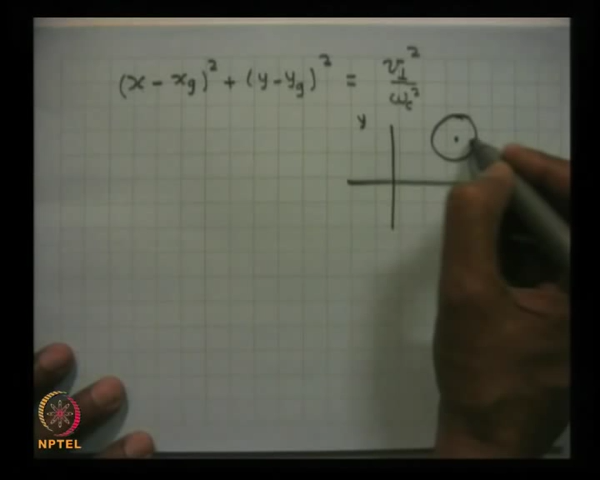 (x - x_g)^2 + (y - y_g)^2 = v_⊥^2 / ω_c^2
y
NPTEL